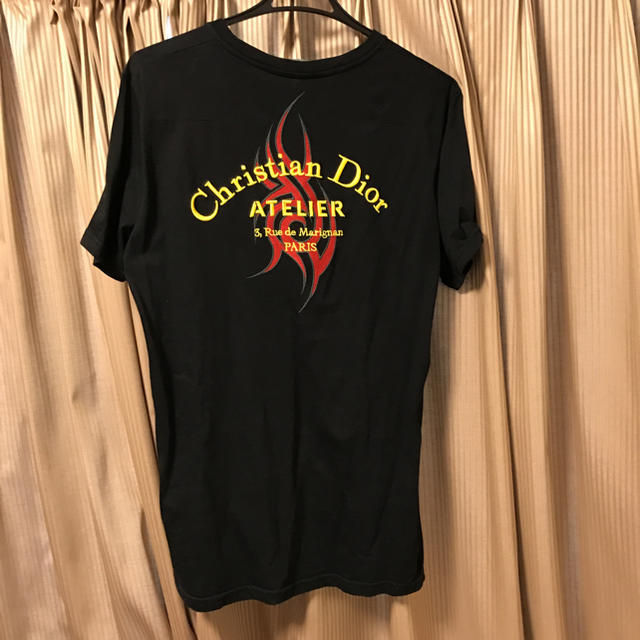 Christian Dior
ATELIER
3, Rue de Marignan
PARIS